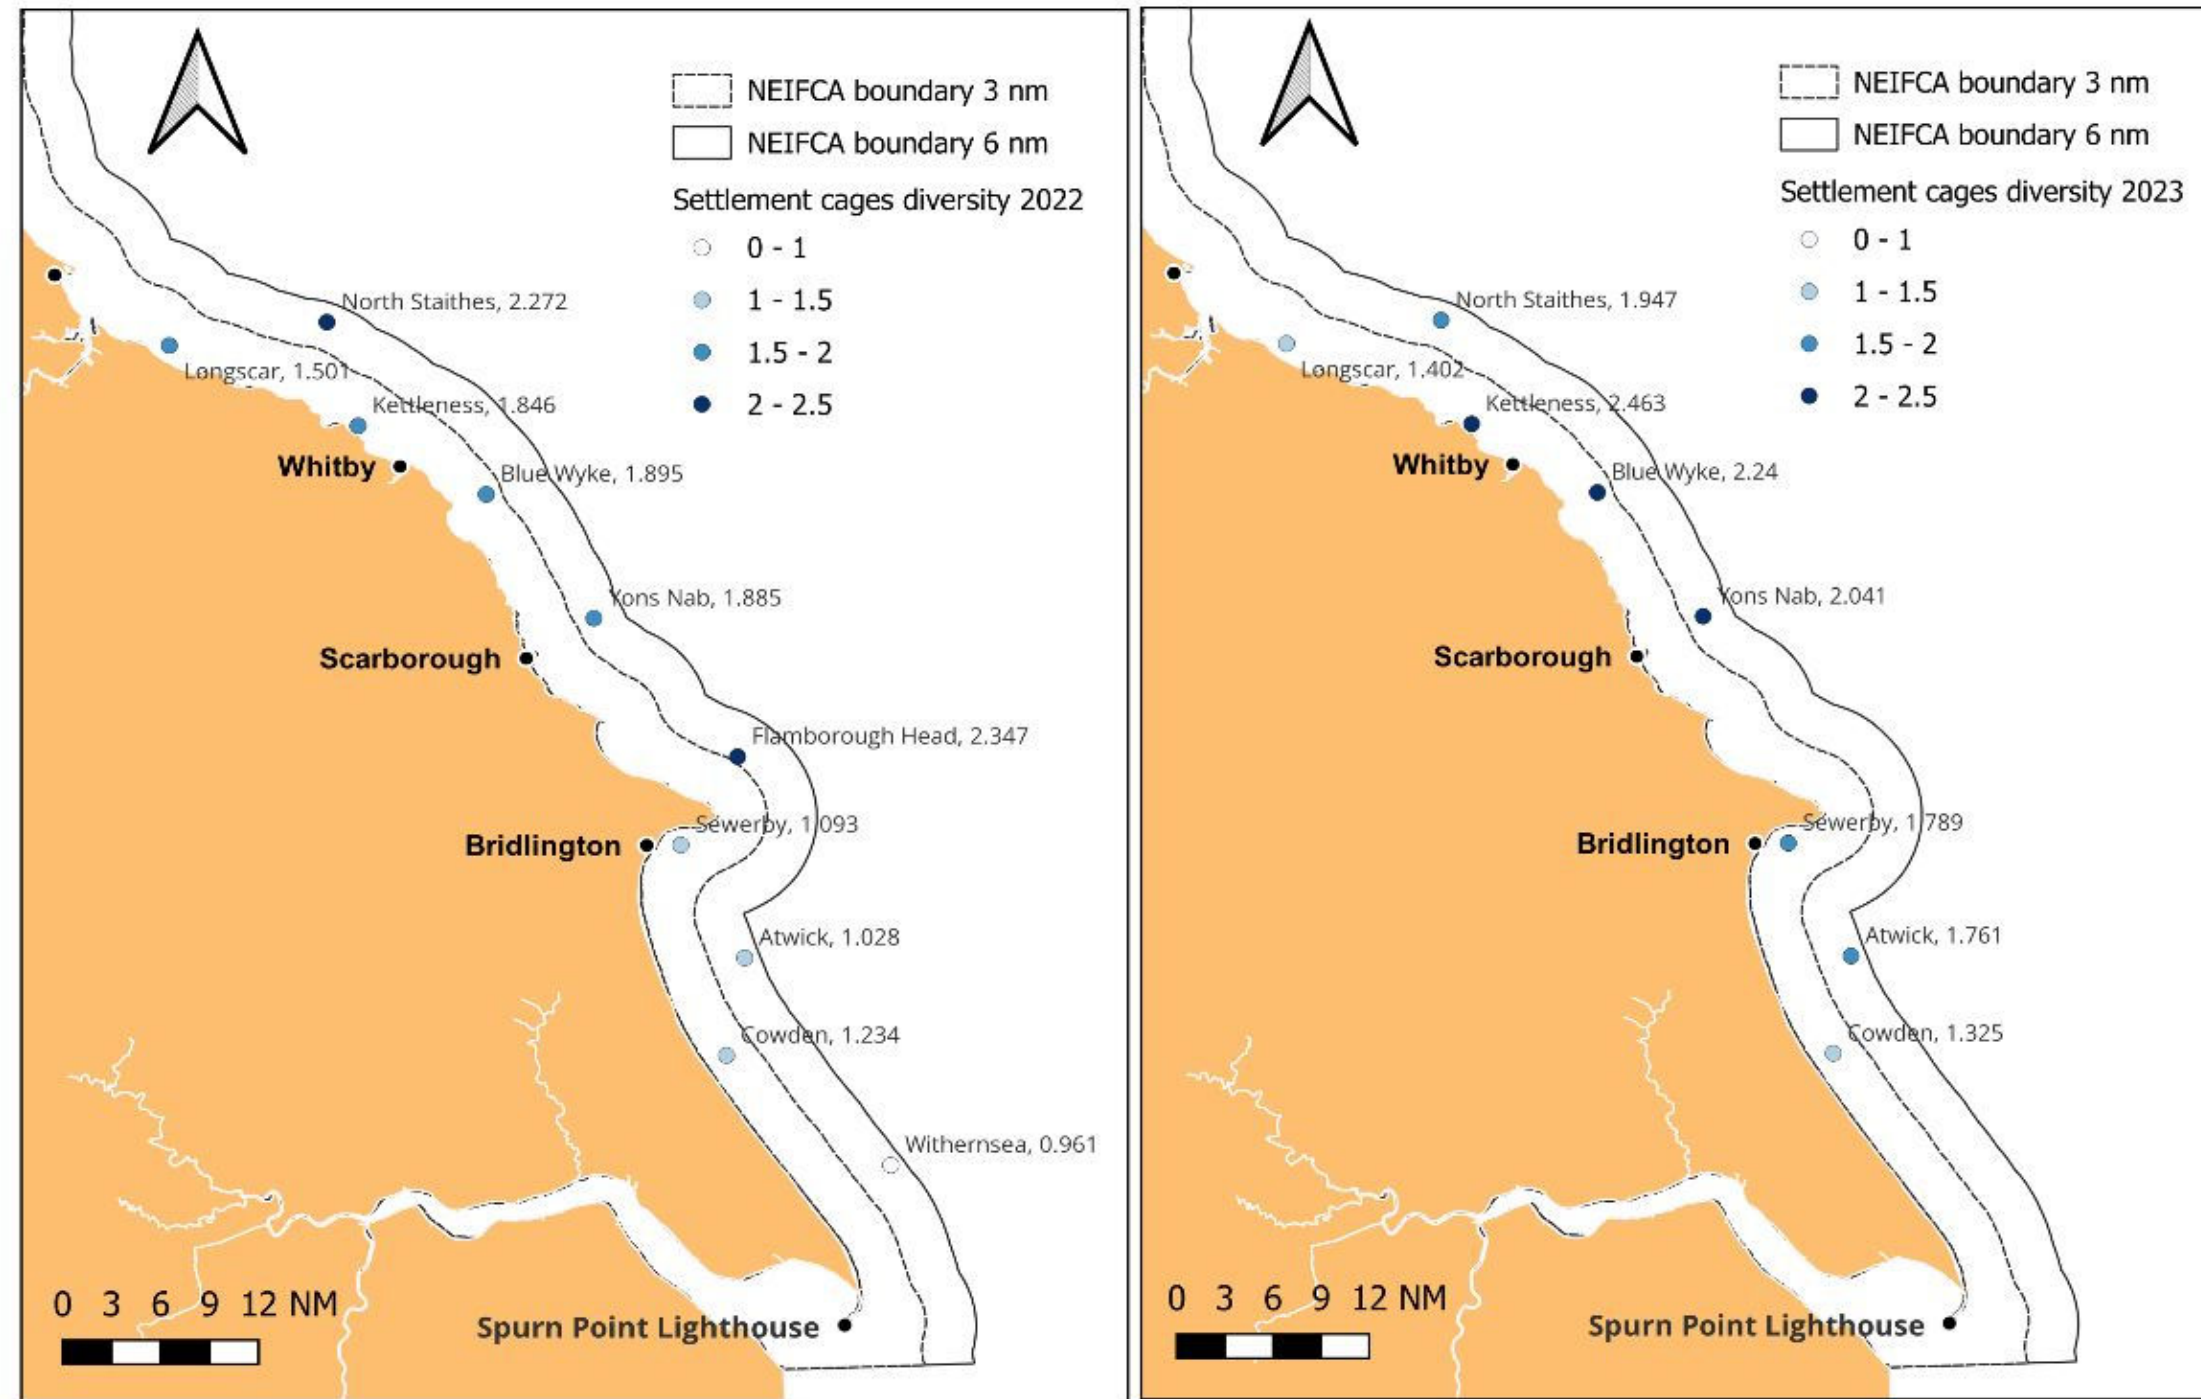 NEIFCA boundary 3 nm
NEIFCA boundary 6 nm
Settlement cages diversity 2022
0 - 1
1 - 1.5
1.5 - 2
2 - 2.5
North Staithes, 2.272
Longscar, 1.501
Kettleness, 1.846
Whitby
Blue Wyke, 1.895
Yons Nab, 1.885
Scarborough
Flamborough Head, 2.347
Sewerby, 1.093
Bridlington
Atwick, 1.028
Cowden, 1.234
Withernsea, 0.961
0 3 6 9 12 NM
Spurn Point Lighthouse
NEIFCA boundary 3 nm
NEIFCA boundary 6 nm
Settlement cages diversity 2023
0 - 1
1 - 1.5
1.5 - 2
2 - 2.5
North Staithes, 1.947
Longscar, 1.402
Kettleness, 2.463
Whitby
Blue Wyke, 2.24
Yons Nab, 2.041
Scarborough
Sewerby, 1.789
Bridlington
Atwick, 1.761
Cowden, 1.325
0 3 6 9 12 NM
Spurn Point Lighthouse